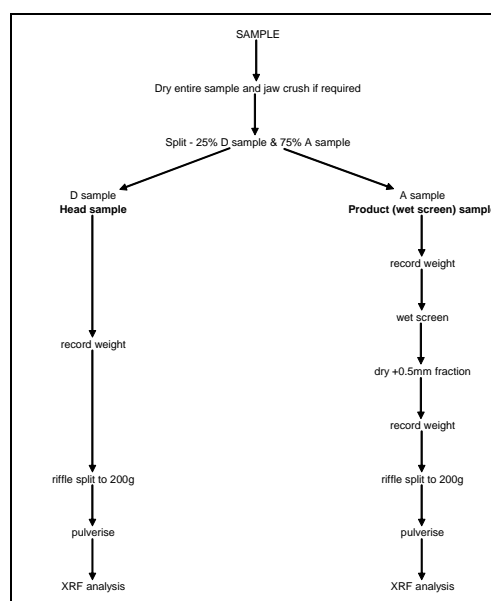 SAMPLE
Dry entire sample and jaw crush if required
Split - 25% D sample & 75% A sample
D sample
Head sample
record weight
riffle split to 200g
pulverise
XRF analysis
A sample
Product (wet screen) sample
record weight
wet screen
dry +0.5mm fraction
record weight
riffle split to 200g
pulverise
XRF analysis